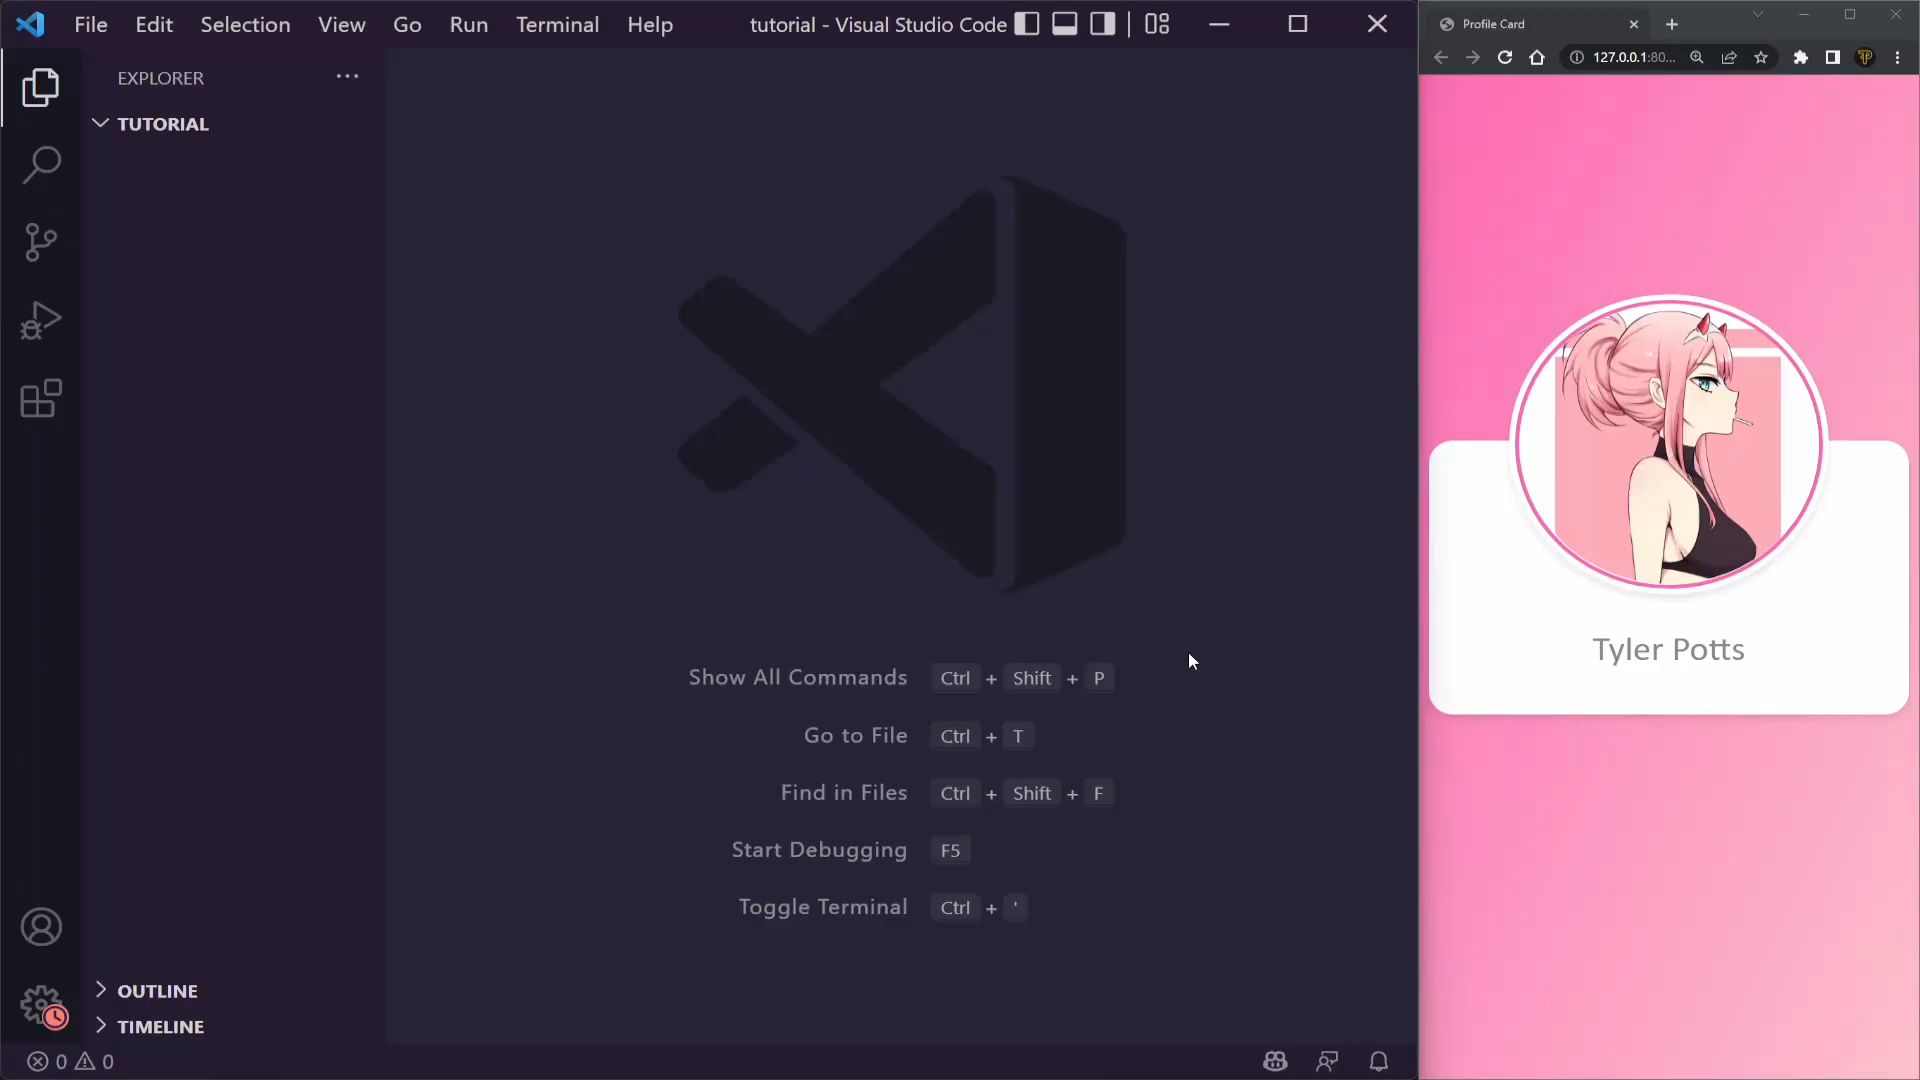 File Edit Selection View Go Run Terminal Help
tutorial - Visual Studio Code
EXPLORER
TUTORIAL
Show All Commands Ctrl + Shift + P
Go to File Ctrl + T
Find in Files Ctrl + Shift + F
Start Debugging F5
Toggle Terminal Ctrl + '
OUTLINE
TIMELINE
0 0
Profile Card
127.0.0.1:80...
Tyler Potts